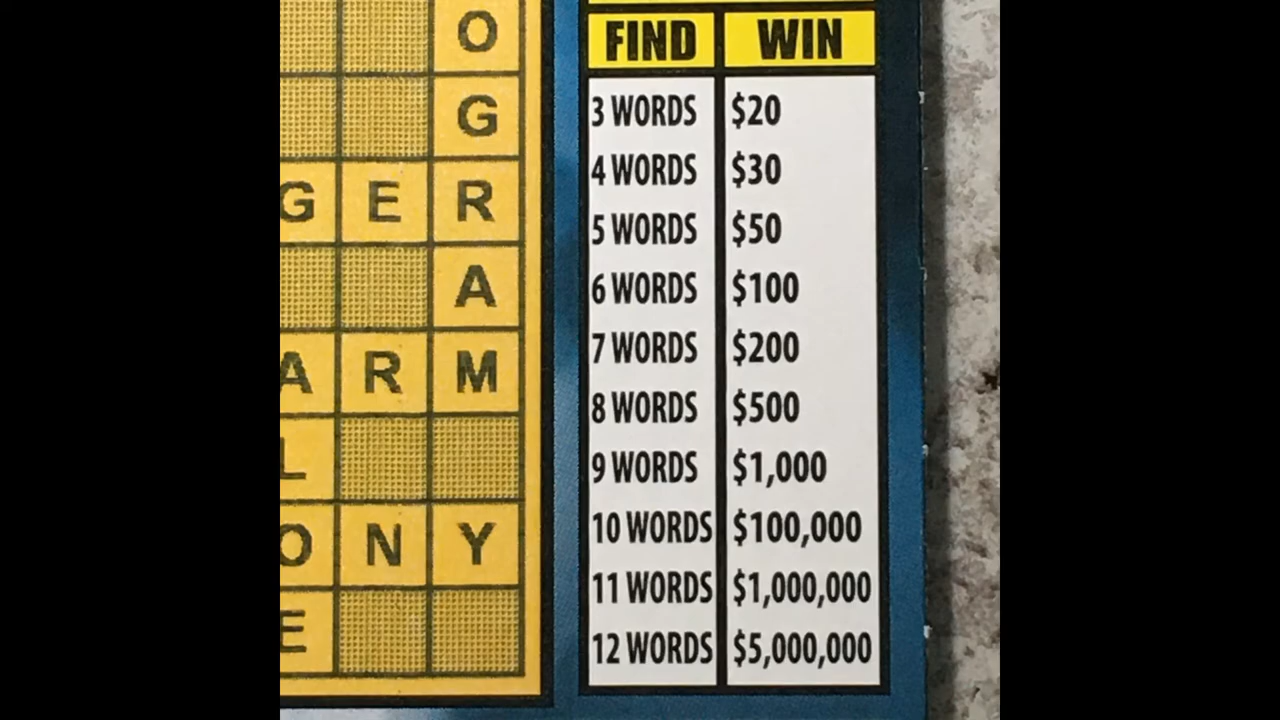 O
G
G E R
A
A R M
L
O N Y
E
FIND WIN
3 WORDS $20
4 WORDS $30
5 WORDS $50
6 WORDS $100
7 WORDS $200
8 WORDS $500
9 WORDS $1,000
10 WORDS $100,000
11 WORDS $1,000,000
12 WORDS $5,000,000